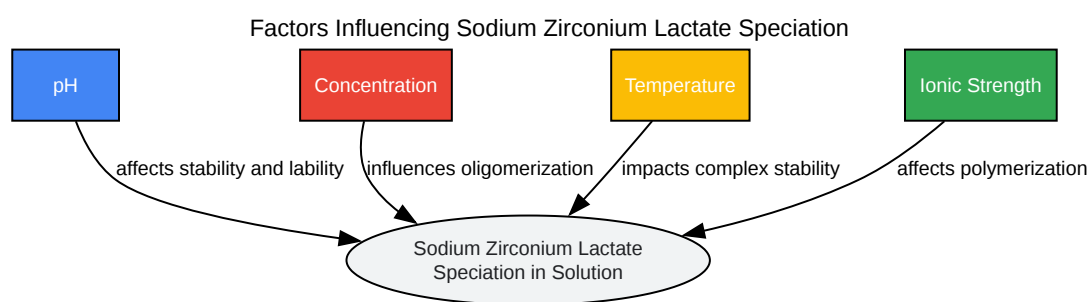 Factors Influencing Sodium Zirconium Lactate Speciation
pH
Concentration
Temperature
Ionic Strength
affects stability and lability
influences oligomerization
impacts complex stability
affects polymerization
Sodium Zirconium Lactate
Speciation in Solution